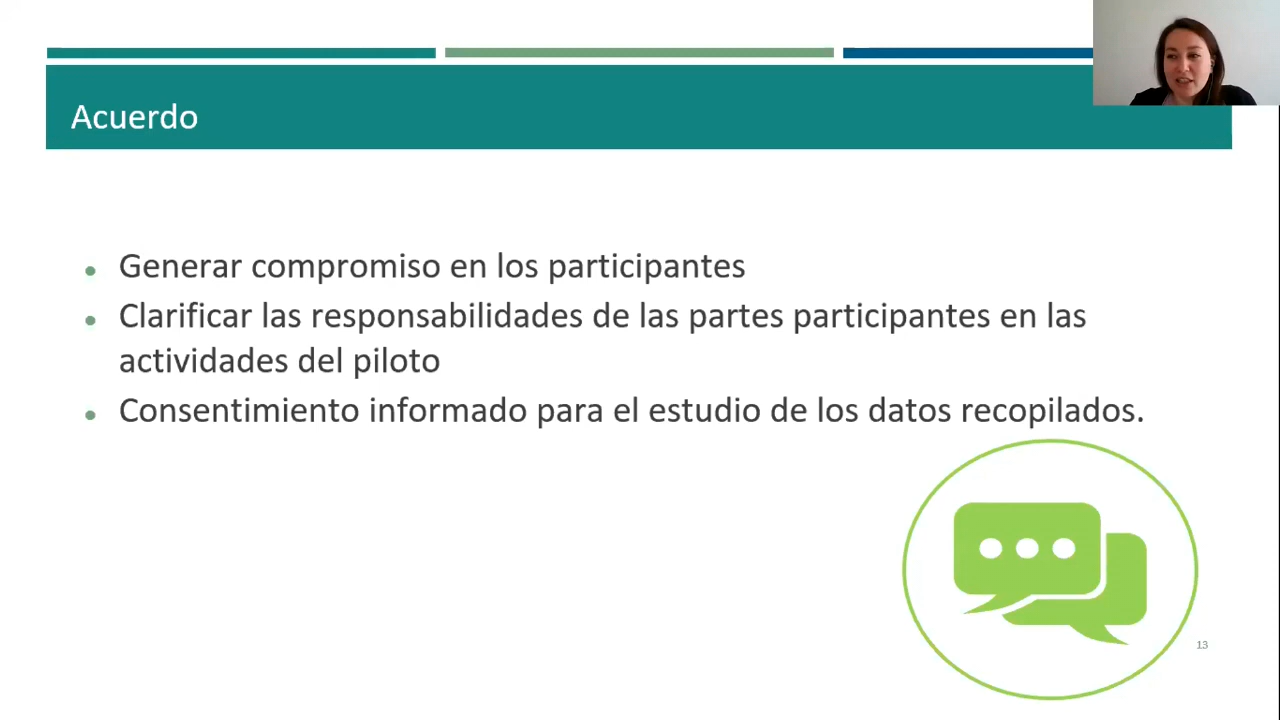 Acuerdo
Generar compromiso en los participantes
Clarificar las responsabilidades de las partes participantes en las
actividades del piloto
Consentimiento informado para el estudio de los datos recopilados.
13